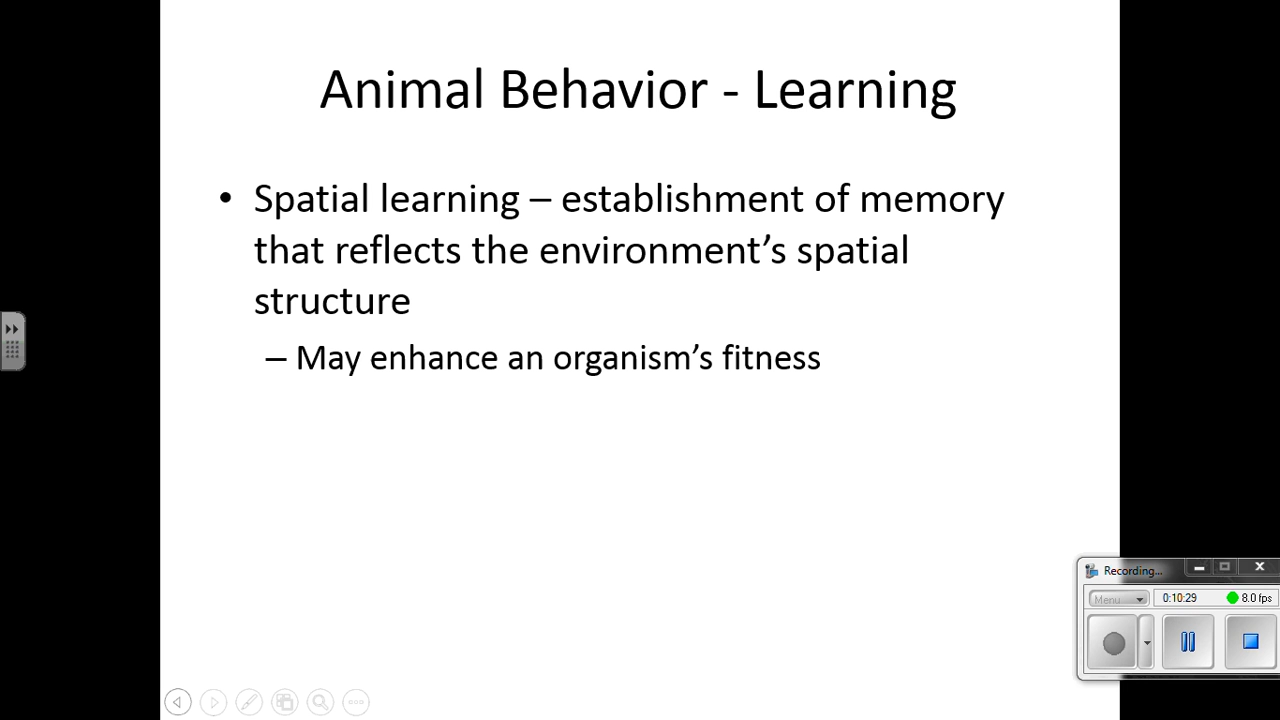 Animal Behavior - Learning
• Spatial learning – establishment of memory
that reflects the environment’s spatial
structure
– May enhance an organism’s fitness
Recording...
Menu
0:10:29
8.0 fps